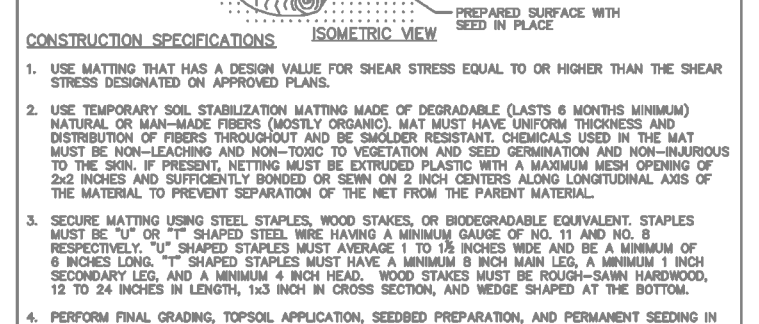 PREPARED SURFACE WITH
SEED IN PLACE
ISOMETRIC VIEW
CONSTRUCTION SPECIFICATIONS
1. USE MATTING THAT HAS A DESIGN VALUE FOR SHEAR STRESS EQUAL TO OR HIGHER THAN THE SHEAR
STRESS DESIGNATED ON APPROVED PLANS.
2. USE TEMPORARY SOIL STABILIZATION MATTING MADE OF DEGRADABLE (LASTS 6 MONTHS MINIMUM)
NATURAL OR MAN-MADE FIBERS (MOSTLY ORGANIC). MAT MUST HAVE UNIFORM THICKNESS AND
DISTRIBUTION OF FIBERS THROUGHOUT AND BE SMOLDER RESISTANT. CHEMICALS USED IN THE MAT
MUST BE NON-LEACHING AND NON-TOXIC TO VEGETATION AND SEED GERMINATION AND NON-INJURIOUS
TO THE SKIN. IF PRESENT, NETTING MUST BE EXTRUDED PLASTIC WITH A MAXIMUM MESH OPENING OF
2x2 INCHES AND SUFFICIENTLY BONDED OR SEWN ON 2 INCH CENTERS ALONG LONGITUDINAL AXIS OF
THE MATERIAL TO PREVENT SEPARATION OF THE NET FROM THE PARENT MATERIAL.
3. SECURE MATTING USING STEEL STAPLES, WOOD STAKES, OR BIODEGRADABLE EQUIVALENT. STAPLES
MUST BE "U" OR "T" SHAPED STEEL WIRE HAVING A MINIMUM GAUGE OF NO. 11 AND NO. 8
RESPECTIVELY. "U" SHAPED STAPLES MUST AVERAGE 1 TO 1½ INCHES WIDE AND BE A MINIMUM OF
6 INCHES LONG. "T" SHAPED STAPLES MUST HAVE A MINIMUM 8 INCH MAIN LEG, A MINIMUM 1 INCH
SECONDARY LEG, AND A MINIMUM 4 INCH HEAD. WOOD STAKES MUST BE ROUGH-SAWN HARDWOOD,
12 TO 24 INCHES IN LENGTH, 1x3 INCH IN CROSS SECTION, AND WEDGE SHAPED AT THE BOTTOM.
4. PERFORM FINAL GRADING, TOPSOIL APPLICATION, SEEDBED PREPARATION, AND PERMANENT SEEDING IN